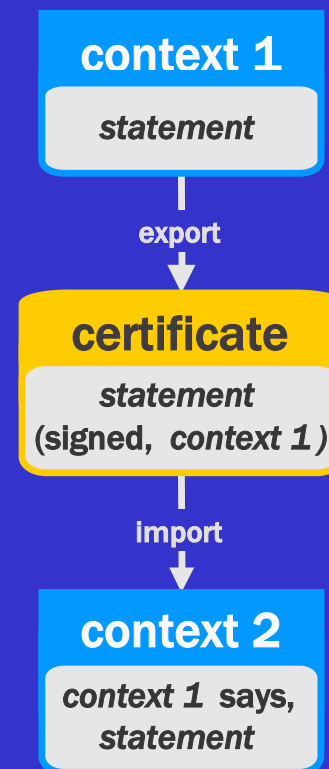 context 1
statement
export
certificate
statement
(signed, context 1)
import
context 2
context 1 says,
statement